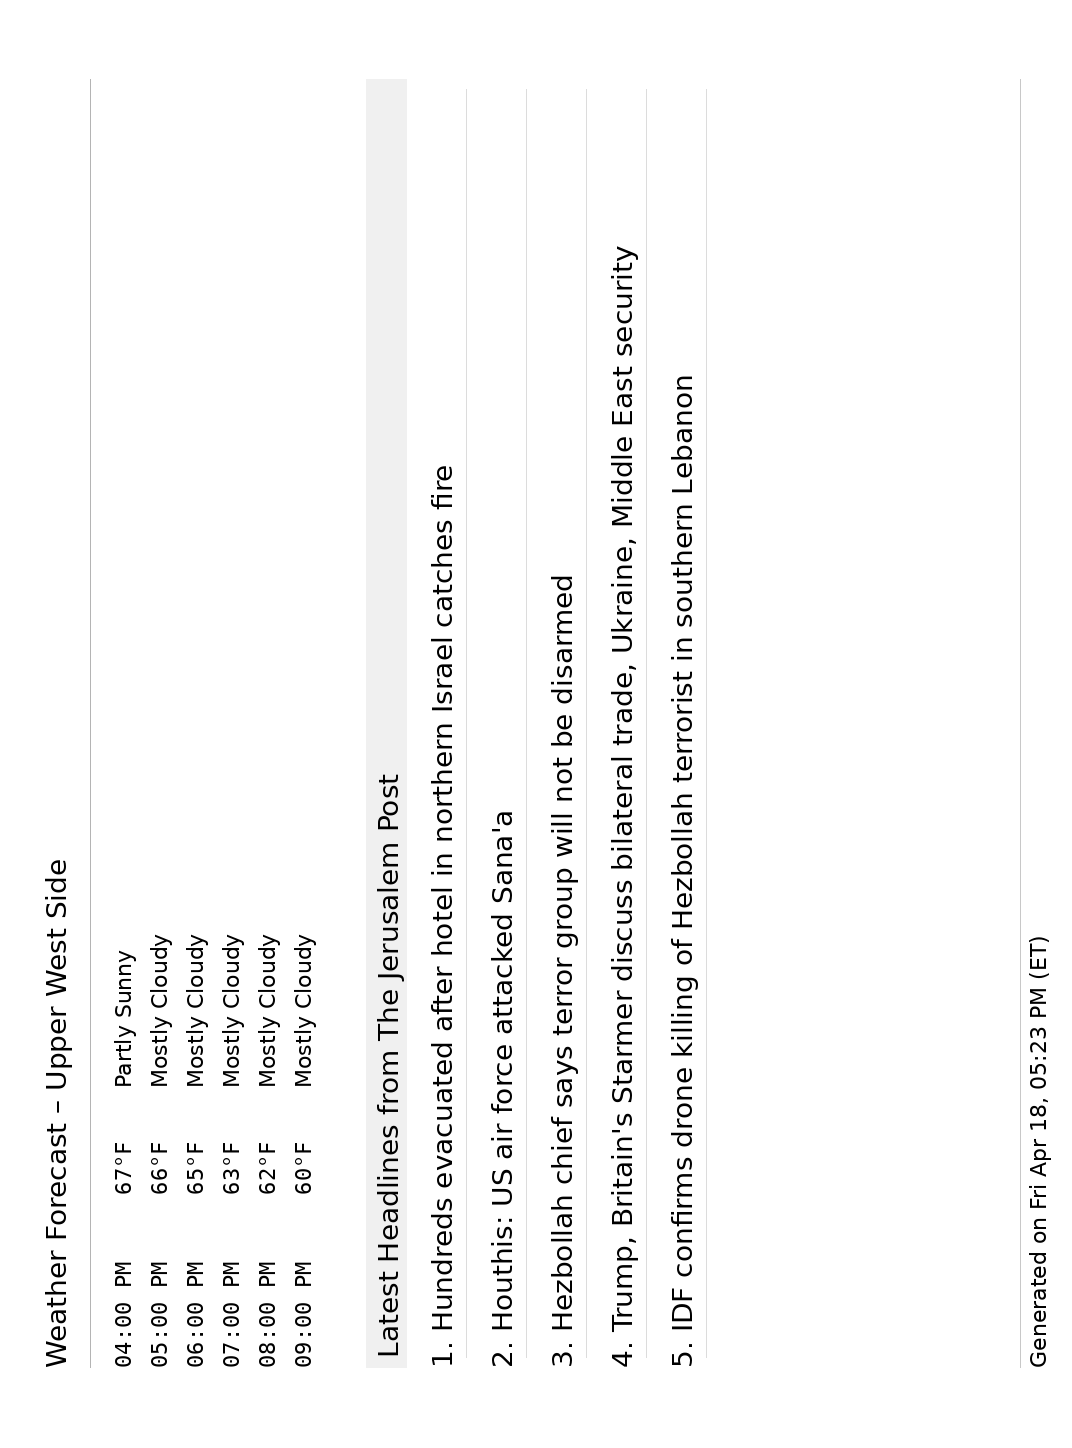 Weather Forecast – Upper West Side
04:00 PM 67°F Partly Sunny
05:00 PM 66°F Mostly Cloudy
06:00 PM 65°F Mostly Cloudy
07:00 PM 63°F Mostly Cloudy
08:00 PM 62°F Mostly Cloudy
09:00 PM 60°F Mostly Cloudy
Latest Headlines from The Jerusalem Post
1. Hundreds evacuated after hotel in northern Israel catches fire
2. Houthis: US air force attacked Sana'a
3. Hezbollah chief says terror group will not be disarmed
4. Trump, Britain's Starmer discuss bilateral trade, Ukraine, Middle East security
5. IDF confirms drone killing of Hezbollah terrorist in southern Lebanon
Generated on Fri Apr 18, 05:23 PM (ET)